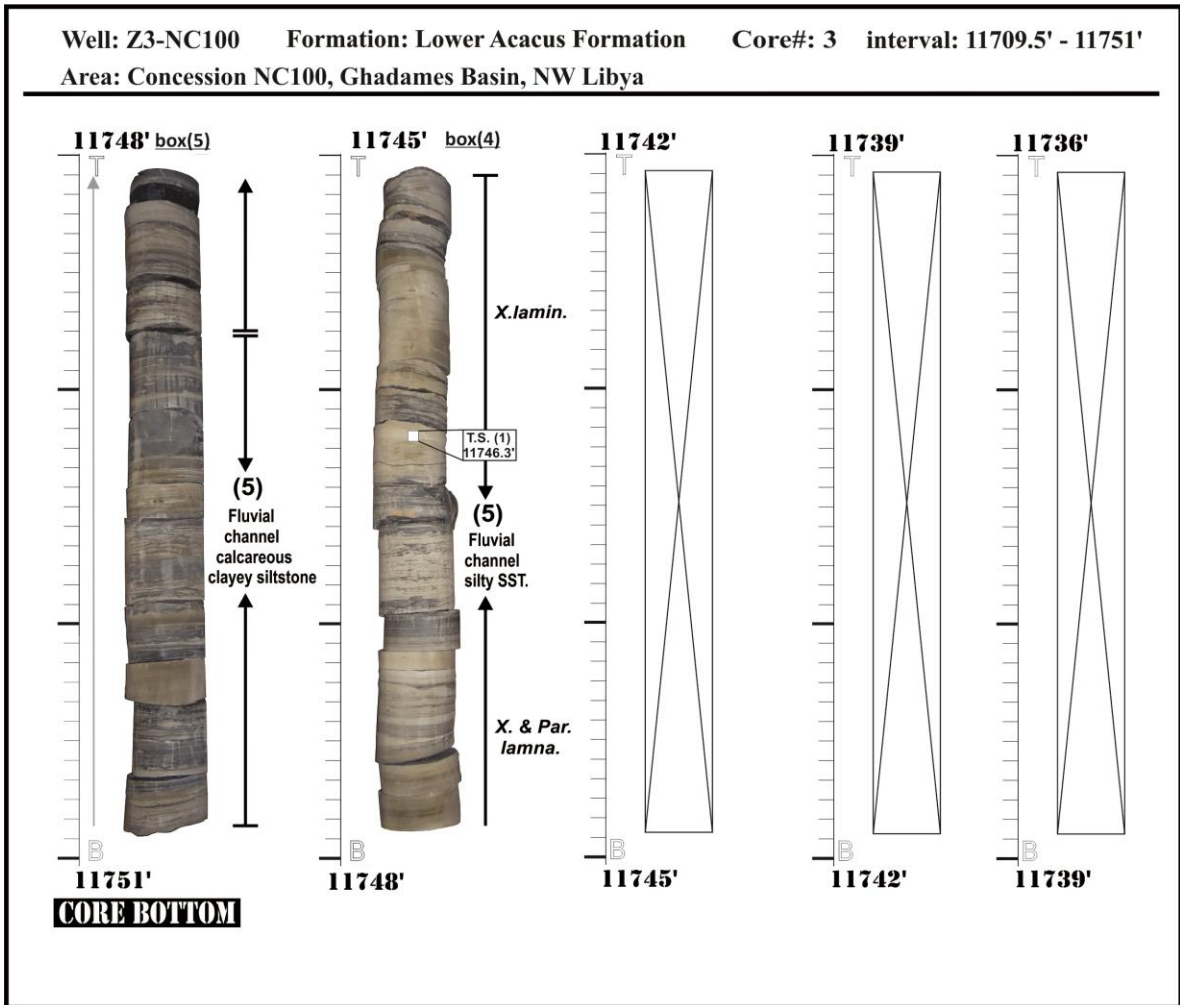 Well: Z3-NC100 Formation: Lower Acacus Formation Core#: 3 interval: 11709.5' - 11751'
Area: Concession NC100, Ghadames Basin, NW Libya
11748' box(5)
T
(5)
Fluvial
channel
calcareous
clayey siltstone
B
11751'
CORE BOTTOM
11745' box(4)
T
X.lamin.
T.S. (1)
11746.3'
(5)
Fluvial
channel
silty SST.
X. & Par.
lamna.
B
11748'
11742'
T
B
11745'
11739'
T
B
11742'
11736'
T
B
11739'